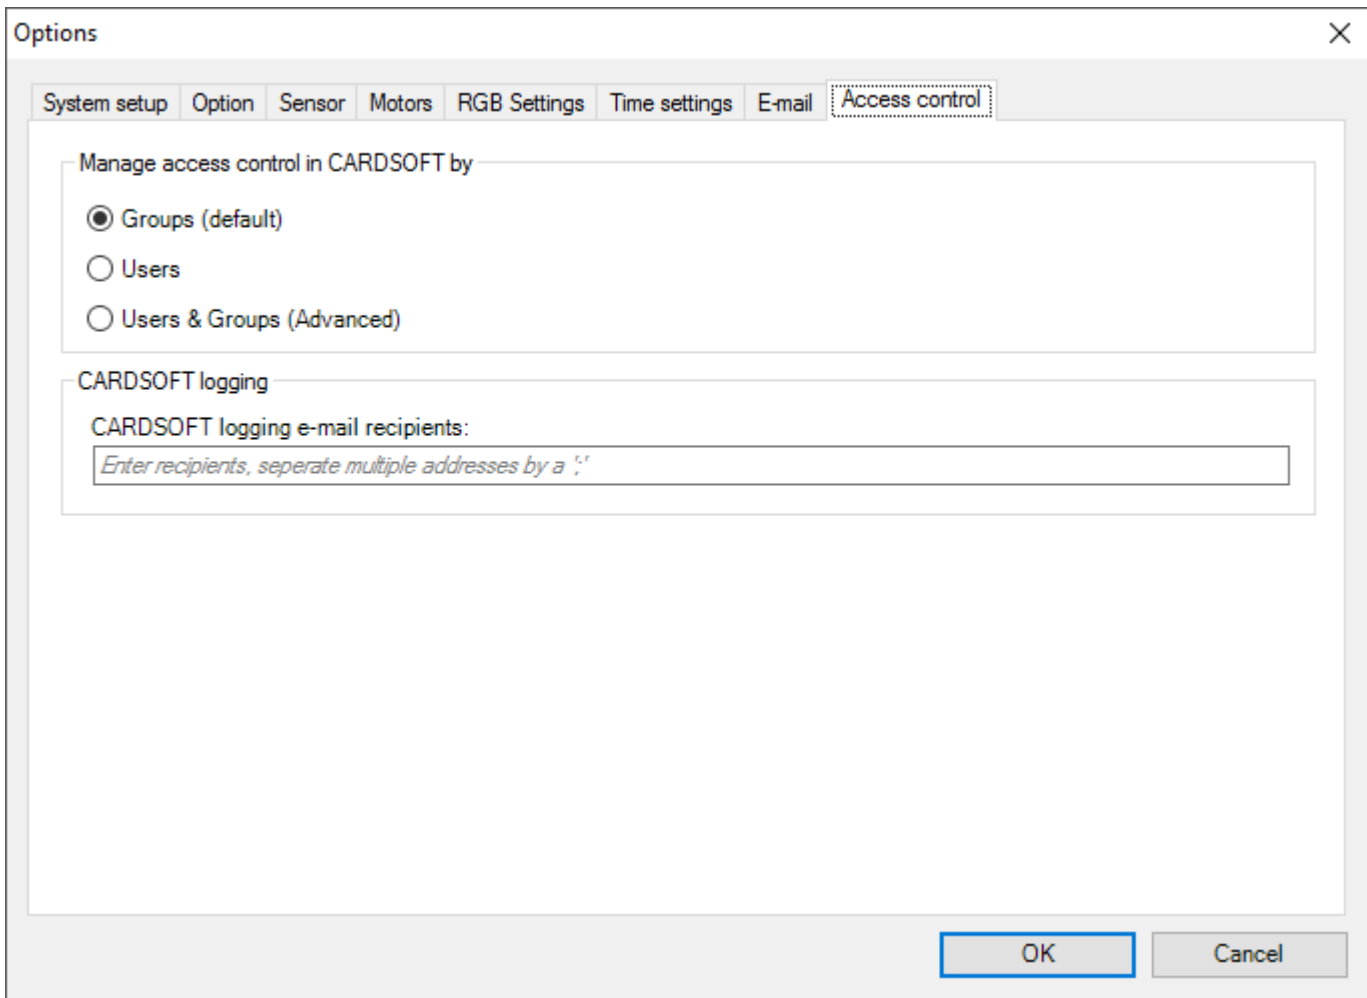 Options
System setup Option Sensor Motors RGB Settings Time settings E-mail Access control
Manage access control in CARDSOFT by
Groups (default)
Users
Users & Groups (Advanced)
CARDSOFT logging
CARDSOFT logging e-mail recipients:
Enter recipients, seperate multiple addresses by a ';'
OK Cancel